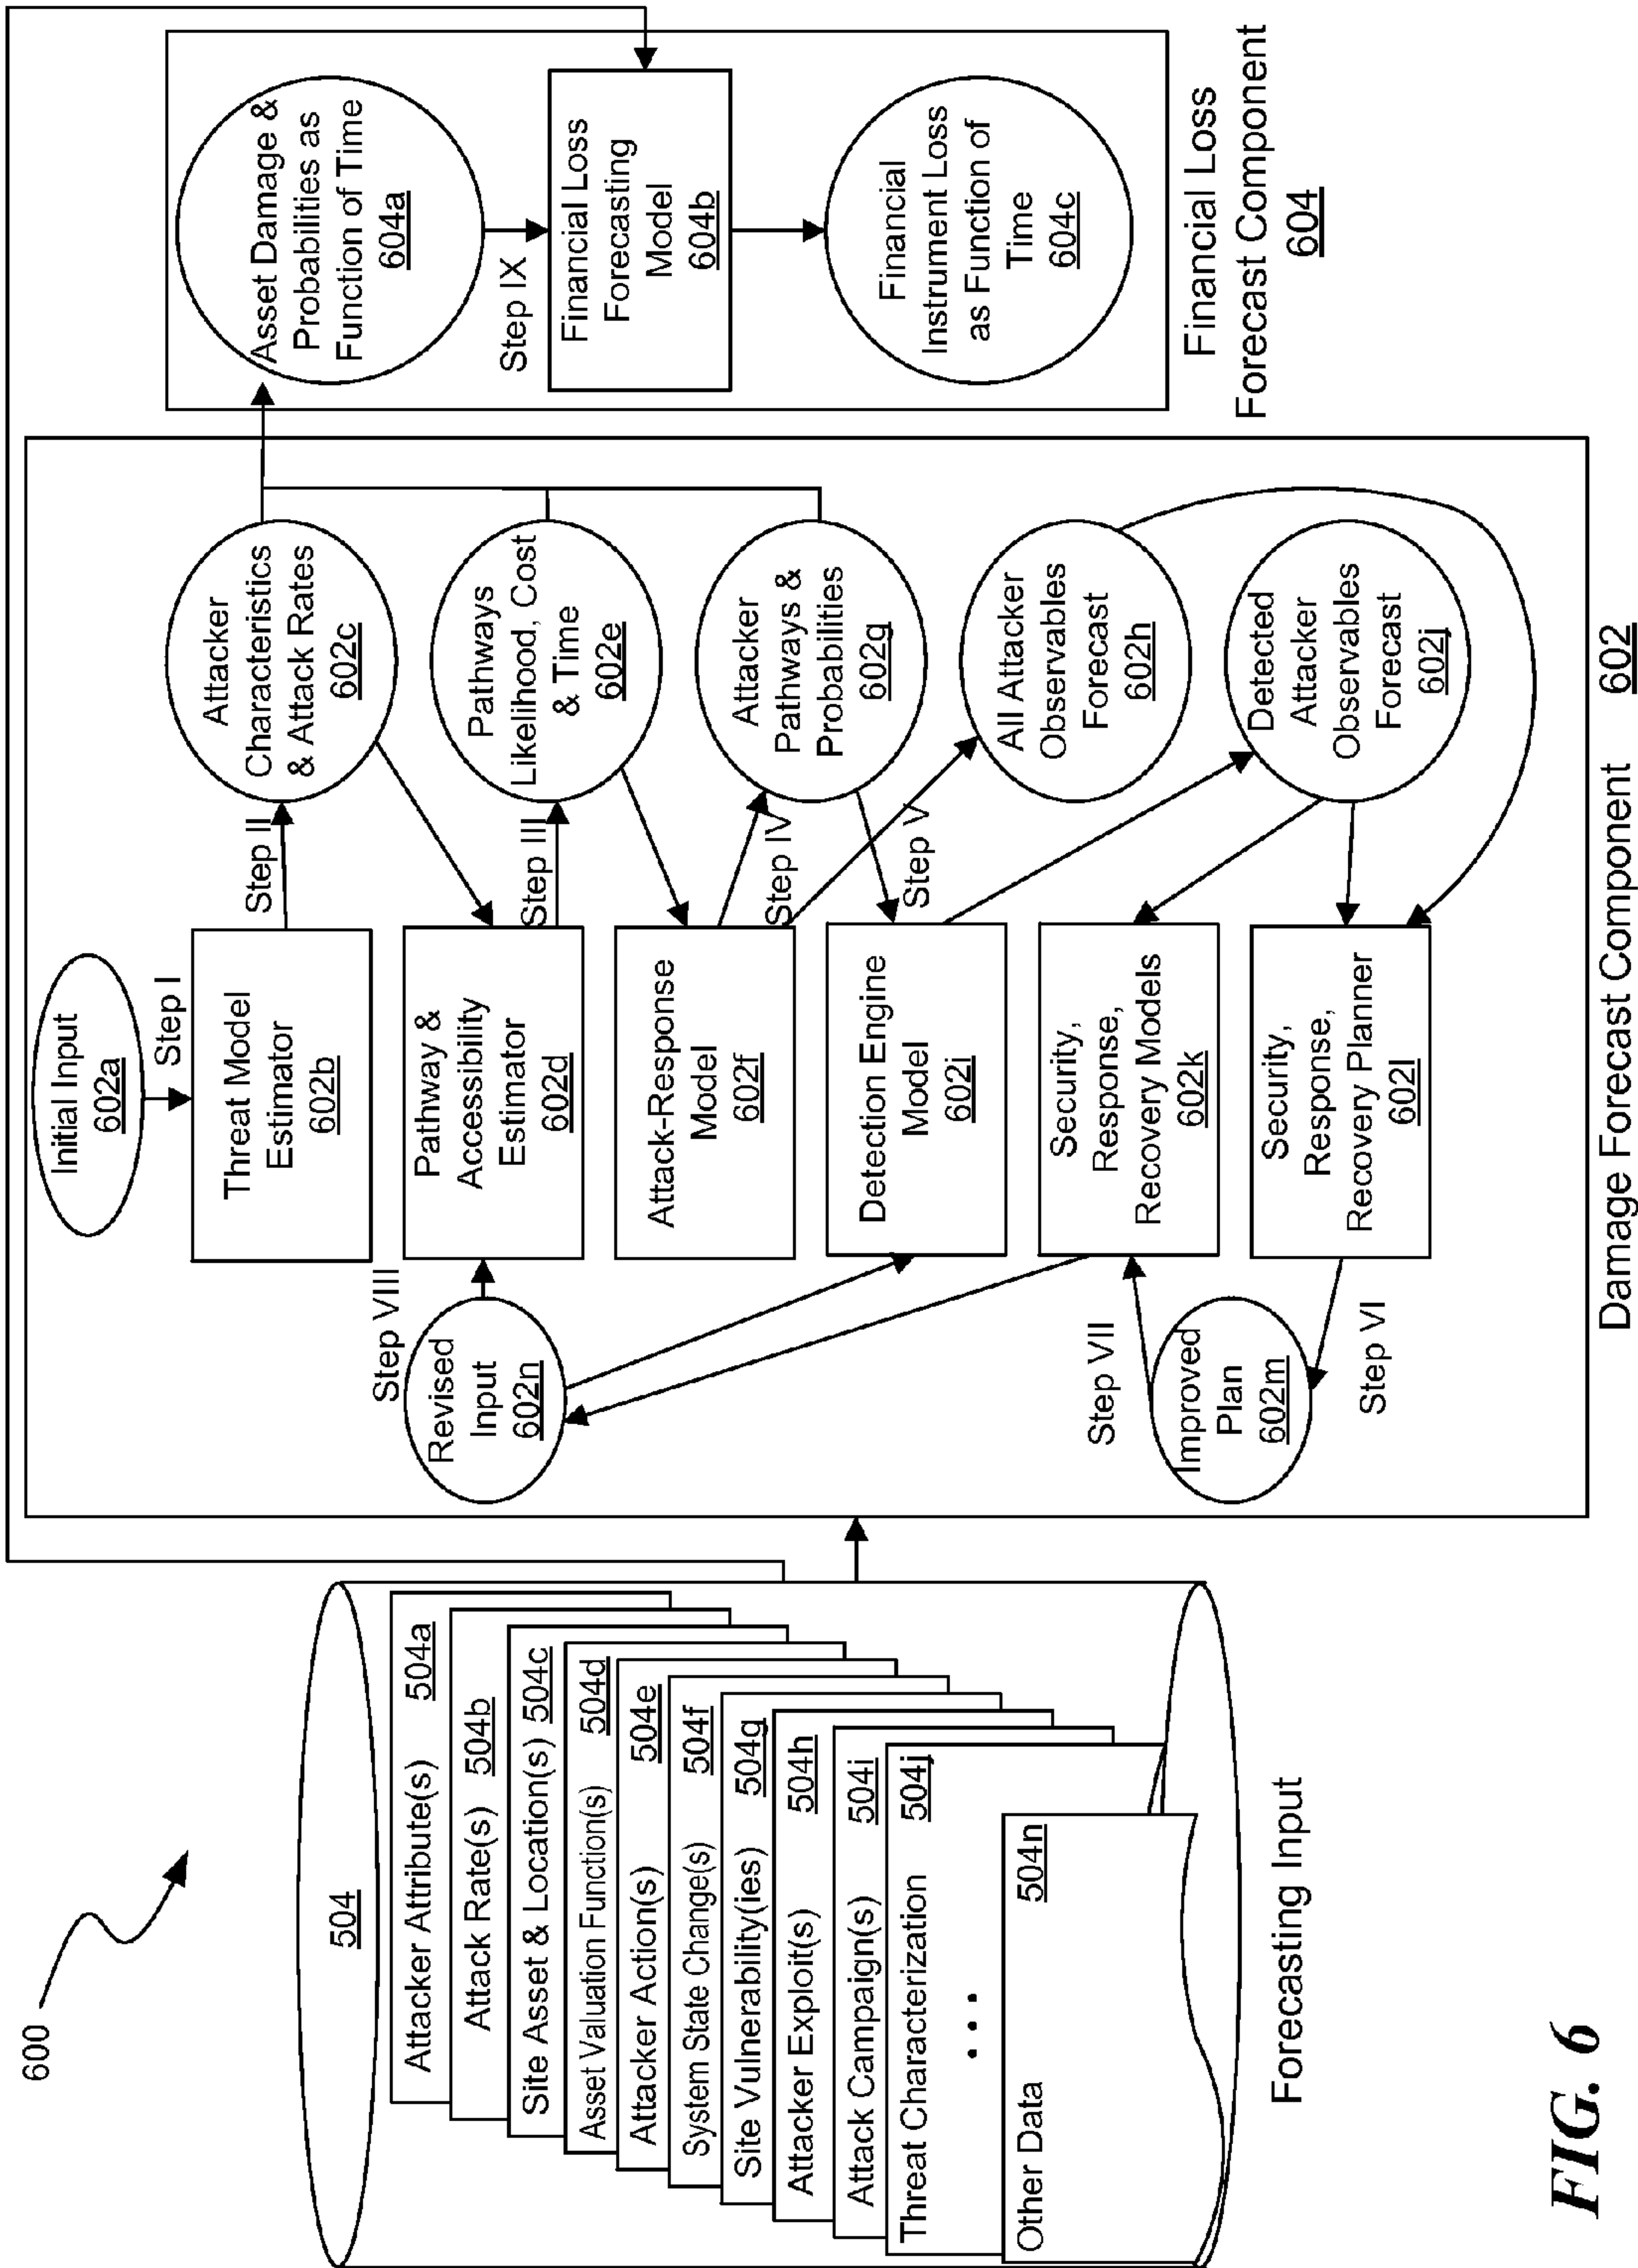 600
504
Attacker Attribute(s) 504a
Attack Rate(s) 504b
Site Asset & Location(s) 504c
Asset Valuation Function(s) 504d
Attacker Action(s) 504e
System State Change(s) 504f
Site Vulnerability(ies) 504g
Attacker Exploit(s) 504h
Attack Campaign(s) 504i
Threat Characterization 504j
...
Other Data 504n
Forecasting Input
Initial Input
602a
Step I
Threat Model
Estimator
602b
Step II
Attacker
Characteristics
& Attack Rates
602c
Step VIII
Revised
Input
602n
Pathway &
Accessibility
Estimator
602d
Step III
Pathways
Likelihood, Cost
& Time
602e
Attack-Response
Model
602f
Step IV
Attacker
Pathways &
Probabilities
602g
Detection Engine
Model
602i
Step V
All Attacker
Observables
Forecast
602h
Step VII
Improved
Plan
602m
Step VI
Security,
Response,
Recovery Models
602k
Detected
Attacker
Observables
Forecast
602j
Security,
Response,
Recovery Planner
602l
Damage Forecast Component 602
Asset Damage &
Probabilities as
Function of Time
604a
Step IX
Financial Loss
Forecasting
Model
604b
Financial
Instrument Loss
as Function of
Time
604c
Financial Loss
Forecast Component
604
FIG. 6